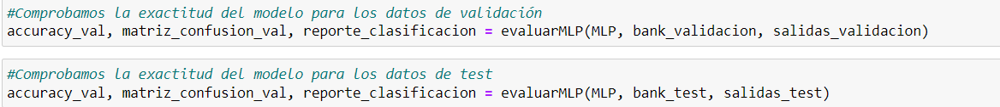 #Comprobamos la exactitud del modelo para los datos de validación
accuracy_val, matriz_confusion_val, reporte_clasificacion = evaluarMLP(MLP, bank_validacion, salidas_validacion)
#Comprobamos la exactitud del modelo para los datos de test
accuracy_val, matriz_confusion_val, reporte_clasificacion = evaluarMLP(MLP, bank_test, salidas_test)